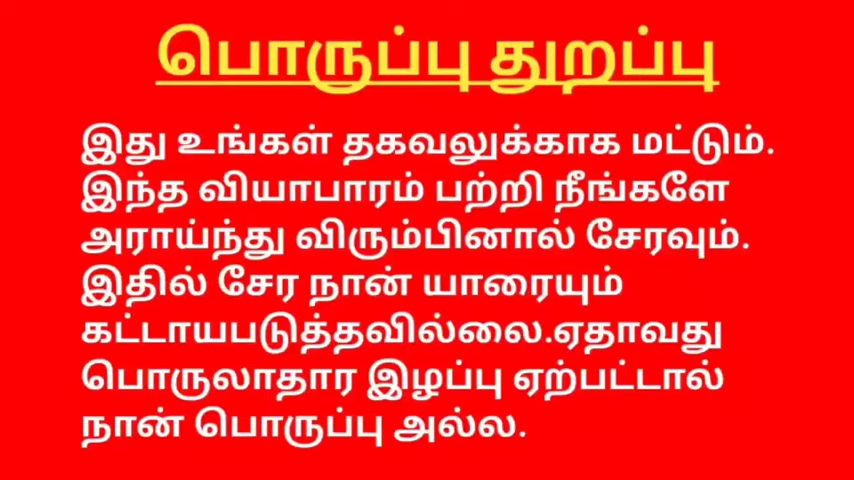 பொருப்பு துறப்பு
இது உங்கள் தகவலுக்காக மட்டும்.
இந்த வியாபாரம் பற்றி நீங்களே
அராய்ந்து விரும்பினால் சேரவும்.
இதில் சேர நான் யாரையும்
கட்டாயபடுத்தவில்லை.ஏதாவது
பொருலாதார இழப்பு ஏற்பட்டால்
நான் பொருப்பு அல்ல.